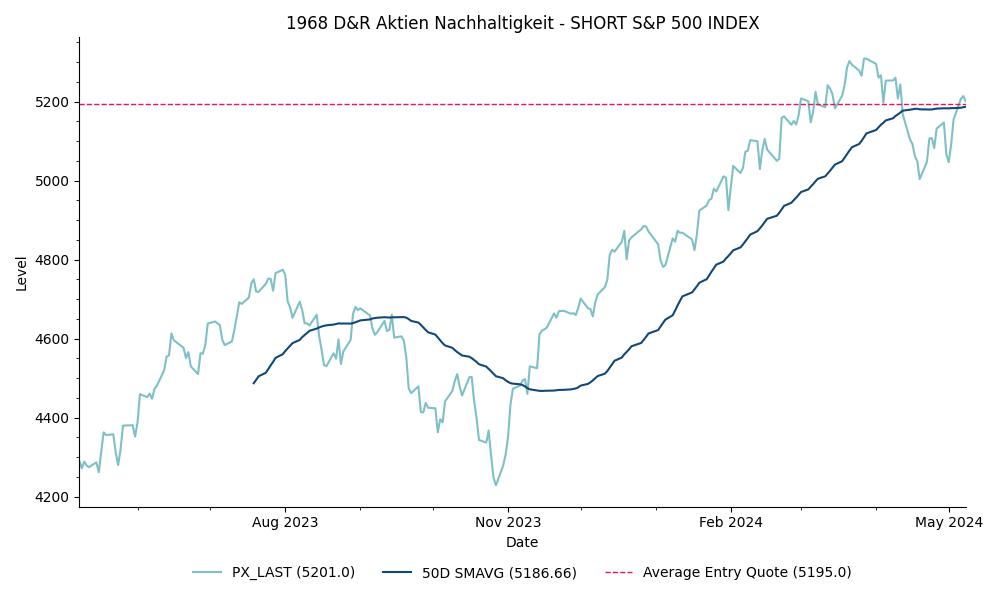 1968 D&R Aktien Nachhaltigkeit - SHORT S&P 500 INDEX
Level
5200
5000
4800
4600
4400
4200
Aug 2023 Nov 2023 Feb 2024 May 2024
Date
PX_LAST (5201.0) 50D SMAVG (5186.66) Average Entry Quote (5195.0)